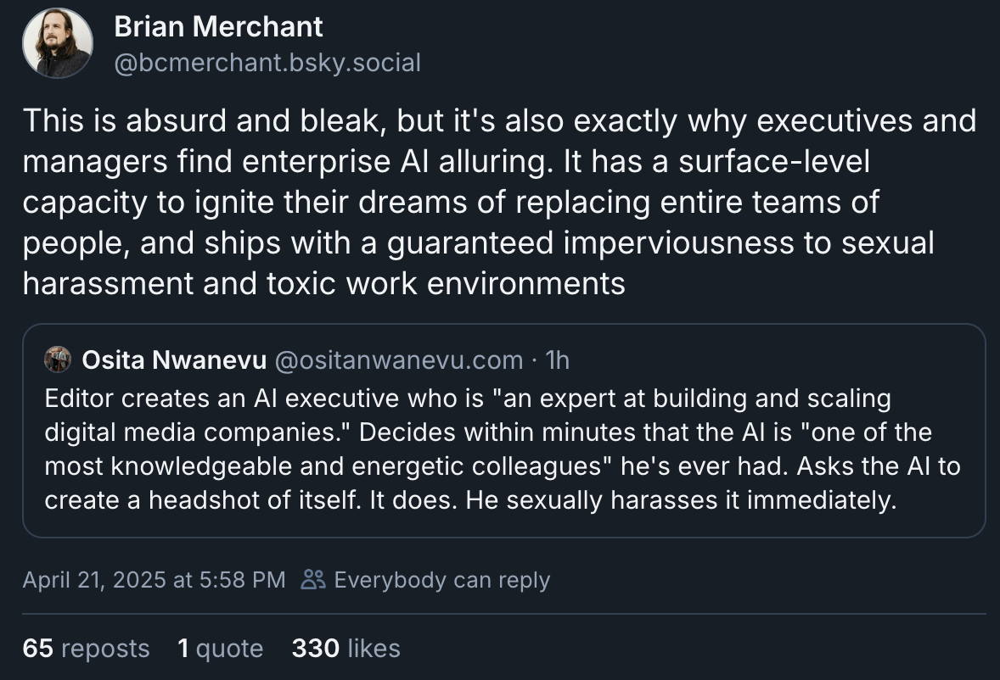 Brian Merchant
@bcmerchant.bsky.social
This is absurd and bleak, but it's also exactly why executives and
managers find enterprise AI alluring. It has a surface-level
capacity to ignite their dreams of replacing entire teams of
people, and ships with a guaranteed imperviousness to sexual
harassment and toxic work environments
Osita Nwanevu @ositanwanevu.com · 1h
Editor creates an AI executive who is "an expert at building and scaling
digital media companies." Decides within minutes that the AI is "one of the
most knowledgeable and energetic colleagues" he's ever had. Asks the AI to
create a headshot of itself. It does. He sexually harasses it immediately.
April 21, 2025 at 5:58 PM Everybody can reply
65 reposts 1 quote 330 likes